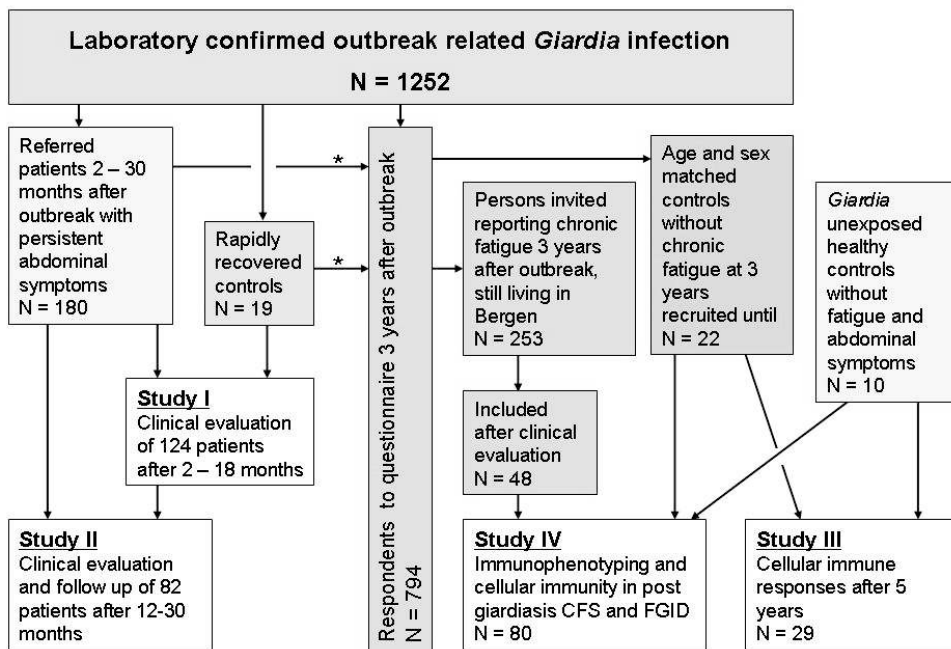 Laboratory confirmed outbreak related Giardia infection
N = 1252
Referred
patients 2 – 30
months after
outbreak with
persistent
abdominal
symptoms
N = 180
*
Rapidly
recovered
controls
N = 19
*
Respondents to questionnaire 3 years after outbreak
N = 794
Persons invited
reporting chronic
fatigue 3 years
after outbreak,
still living in
Bergen
N = 253
Age and sex
matched
controls
without
chronic
fatigue at 3
years
recruited until
N = 22
Giardia
unexposed
healthy
controls
without
fatigue and
abdominal
symptoms
N = 10
Study I
Clinical evaluation
of 124 patients
after 2 – 18 months
Included
after clinical
evaluation
N = 48
Study II
Clinical evaluation
and follow up of 82
patients after 12-30
months
Study IV
Immunophenotyping and
cellular immunity in post
giardiasis CFS and FGID
N = 80
Study III
Cellular immune
responses after 5
years
N = 29